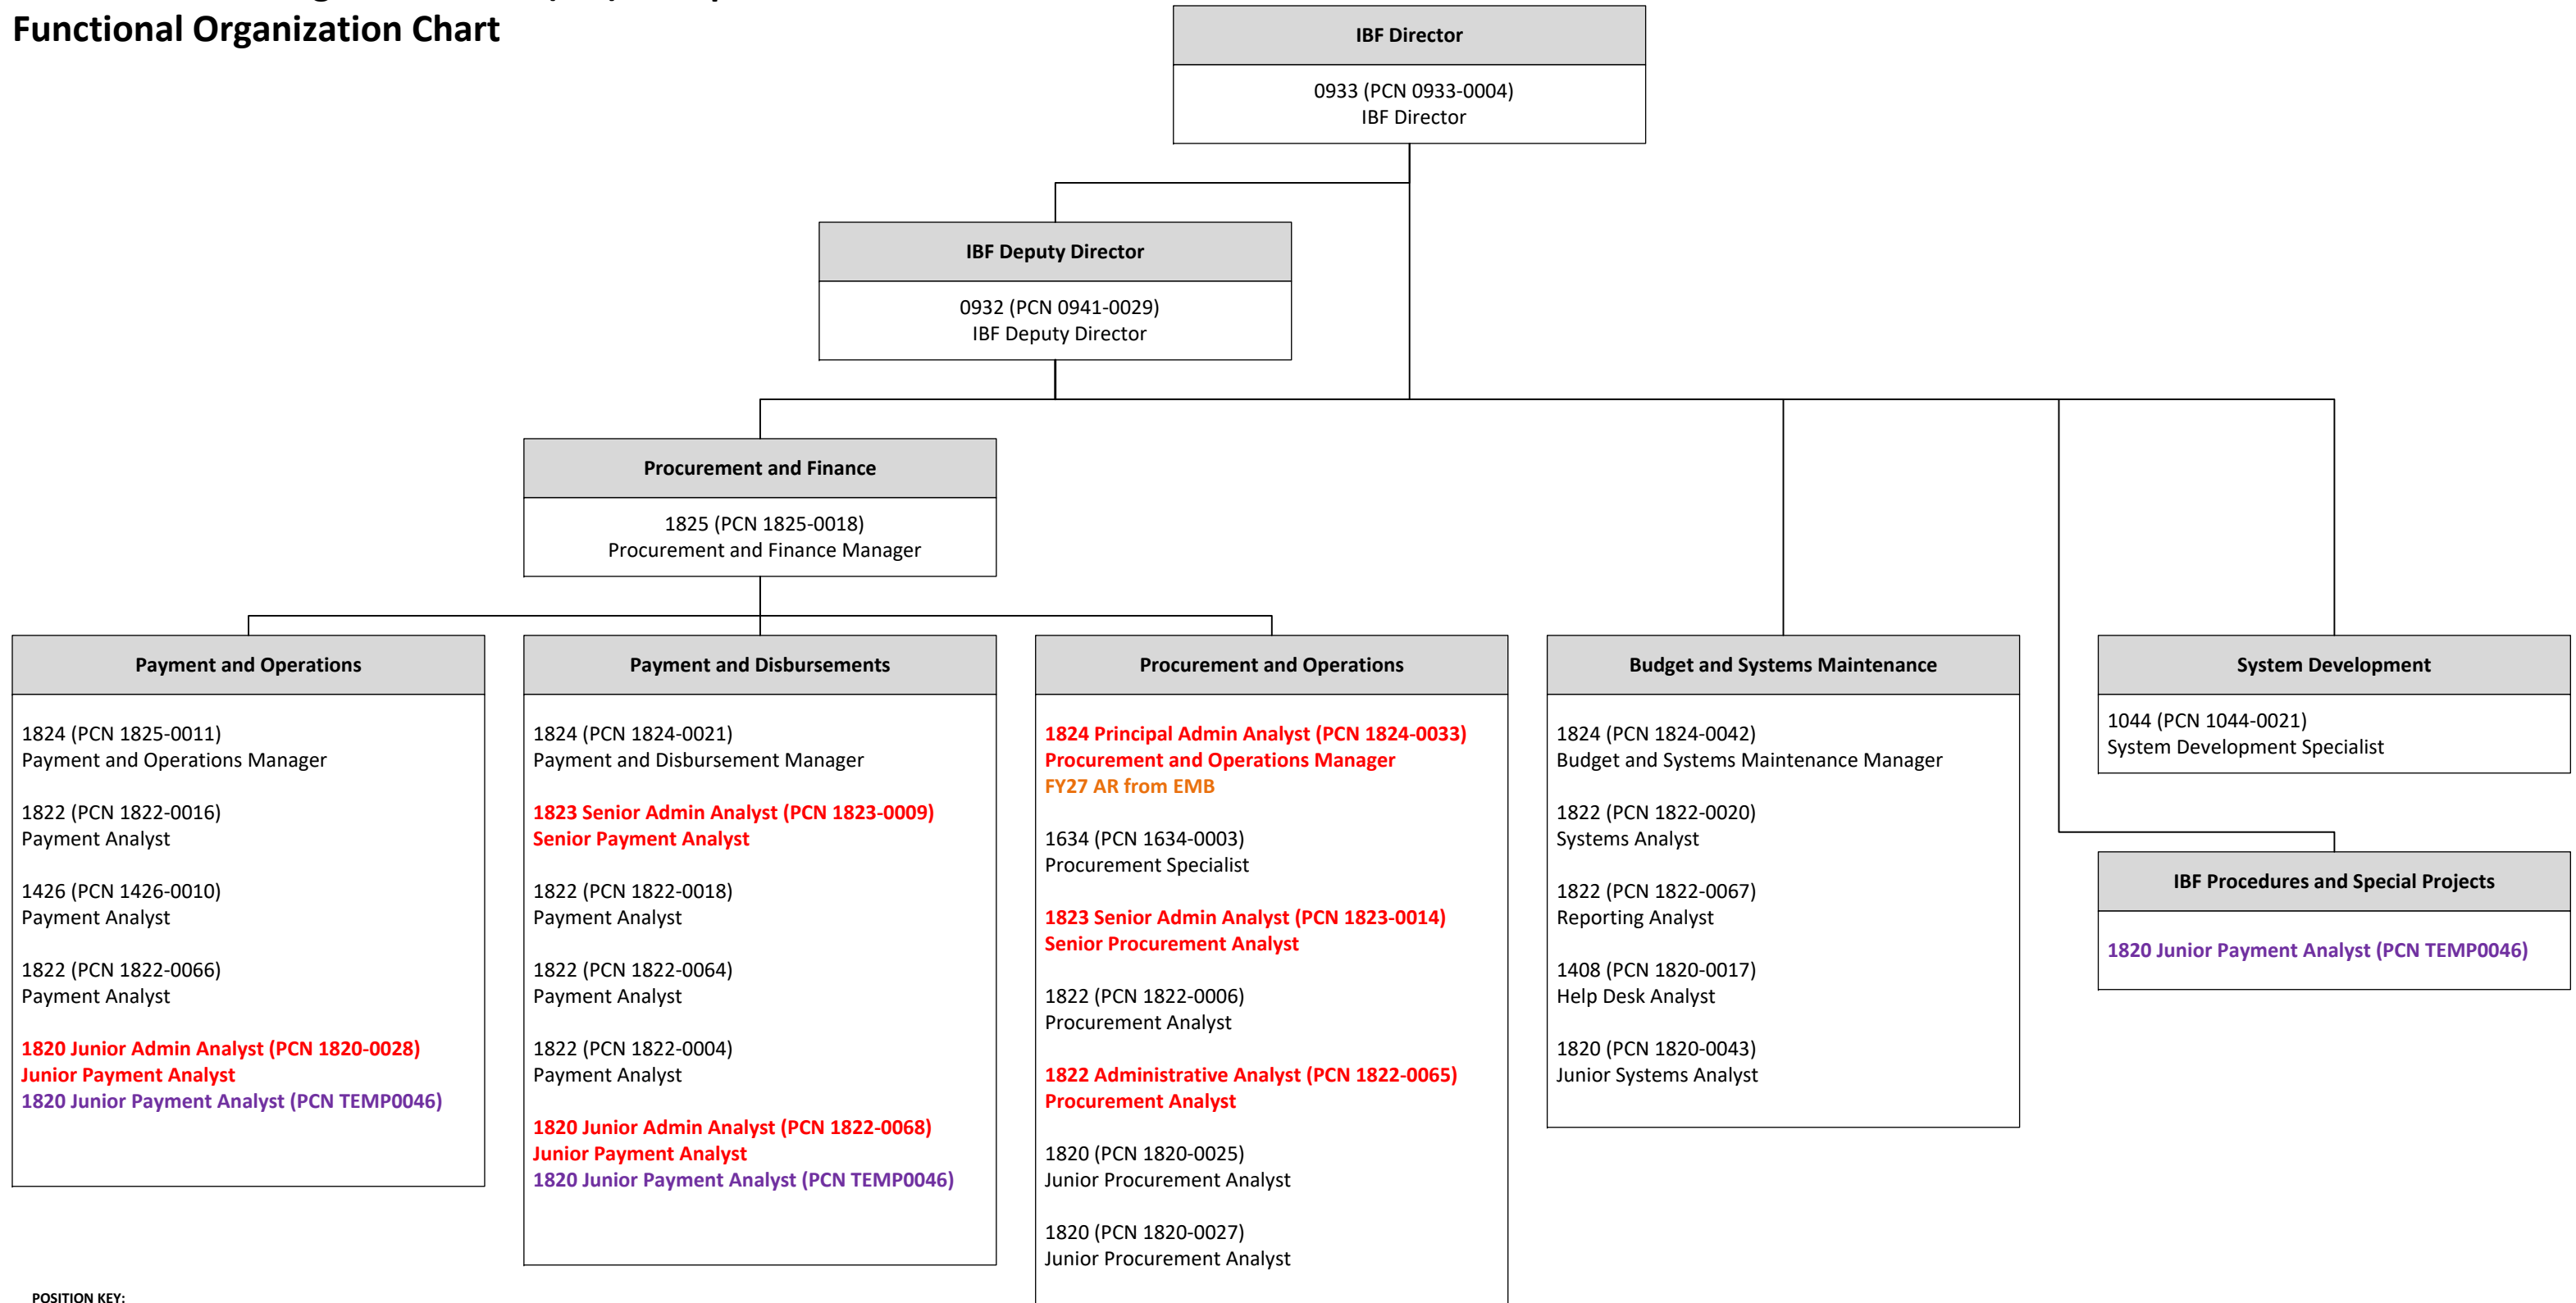 Functional Organization Chart
IBF Director
0933 (PCN 0933-0004)
IBF Director
IBF Deputy Director
0932 (PCN 0941-0029)
IBF Deputy Director
Procurement and Finance
1825 (PCN 1825-0018)
Procurement and Finance Manager
Payment and Operations
1824 (PCN 1825-0011)
Payment and Operations Manager
1822 (PCN 1822-0016)
Payment Analyst
1426 (PCN 1426-0010)
Payment Analyst
1822 (PCN 1822-0066)
Payment Analyst
1820 Junior Admin Analyst (PCN 1820-0028)
Junior Payment Analyst
1820 Junior Payment Analyst (PCN TEMP0046)
Payment and Disbursements
1824 (PCN 1824-0021)
Payment and Disbursement Manager
1823 Senior Admin Analyst (PCN 1823-0009)
Senior Payment Analyst
1822 (PCN 1822-0018)
Payment Analyst
1822 (PCN 1822-0064)
Payment Analyst
1822 (PCN 1822-0004)
Payment Analyst
1820 Junior Admin Analyst (PCN 1822-0068)
Junior Payment Analyst
1820 Junior Payment Analyst (PCN TEMP0046)
Procurement and Operations
1824 Principal Admin Analyst (PCN 1824-0033)
Procurement and Operations Manager
FY27 AR from EMB
1634 (PCN 1634-0003)
Procurement Specialist
1823 Senior Admin Analyst (PCN 1823-0014)
Senior Procurement Analyst
1822 (PCN 1822-0006)
Procurement Analyst
1822 Administrative Analyst (PCN 1822-0065)
Procurement Analyst
1820 (PCN 1820-0025)
Junior Procurement Analyst
1820 (PCN 1820-0027)
Junior Procurement Analyst
Budget and Systems Maintenance
1824 (PCN 1824-0042)
Budget and Systems Maintenance Manager
1822 (PCN 1822-0020)
Systems Analyst
1822 (PCN 1822-0067)
Reporting Analyst
1408 (PCN 1820-0017)
Help Desk Analyst
1820 (PCN 1820-0043)
Junior Systems Analyst
System Development
1044 (PCN 1044-0021)
System Development Specialist
IBF Procedures and Special Projects
1820 Junior Payment Analyst (PCN TEMP0046)
POSITION KEY: